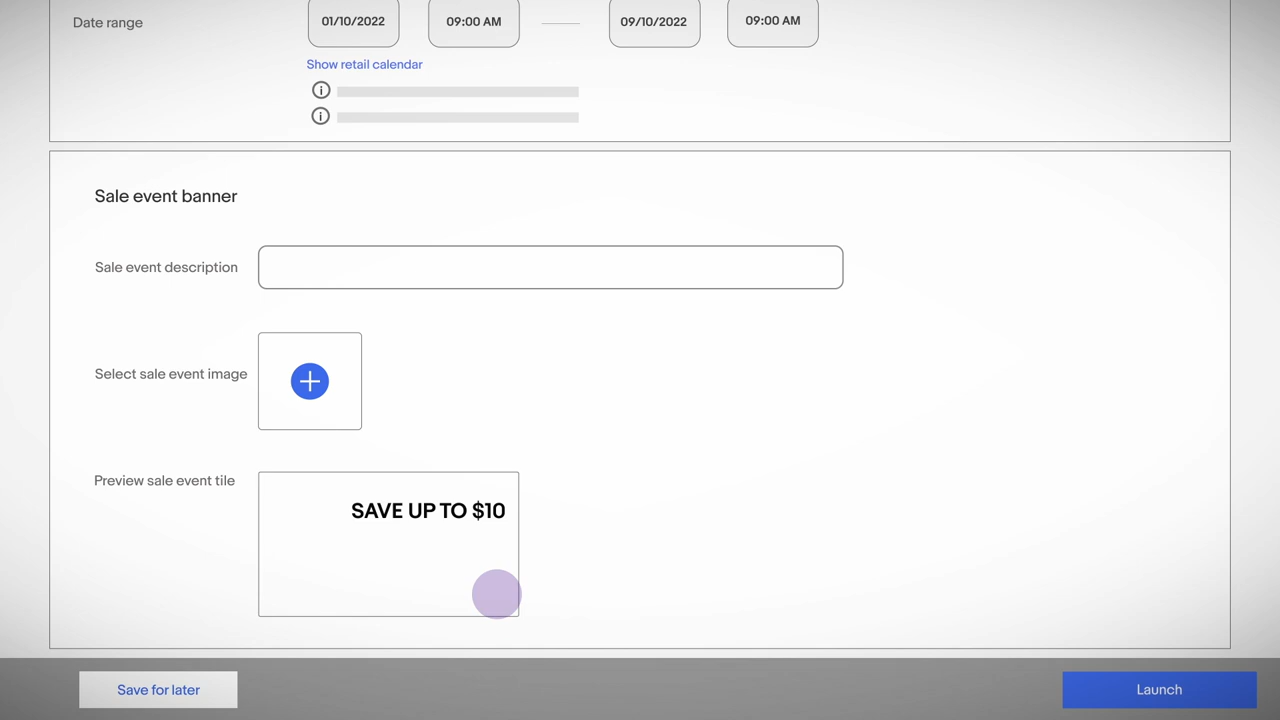 Date range
01/10/2022 09:00 AM 09/10/2022 09:00 AM
Show retail calendar
Sale event banner
Sale event description
Select sale event image
Preview sale event tile
SAVE UP TO $10
Save for later
Launch